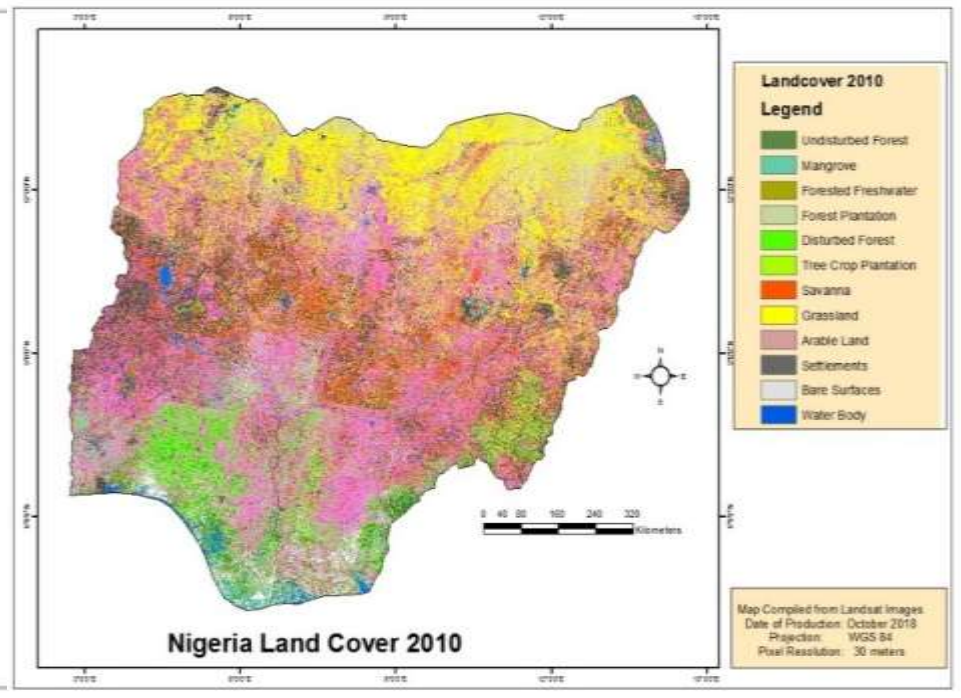 Landcover 2010
Legend
Undisturbed Forest
Mangrove
Forested Freshwater
Forest Plantation
Disturbed Forest
Tree Crop Plantation
Savanna
Grassland
Arable Land
Settlements
Bare Surfaces
Water Body
N
S
0 40 80 160 240 320
Kilometers
Nigeria Land Cover 2010
Map Compiled from Landsat Images
Date of Production: October 2018
Projection: WGS 84
Pixel Resolution: 30 meters